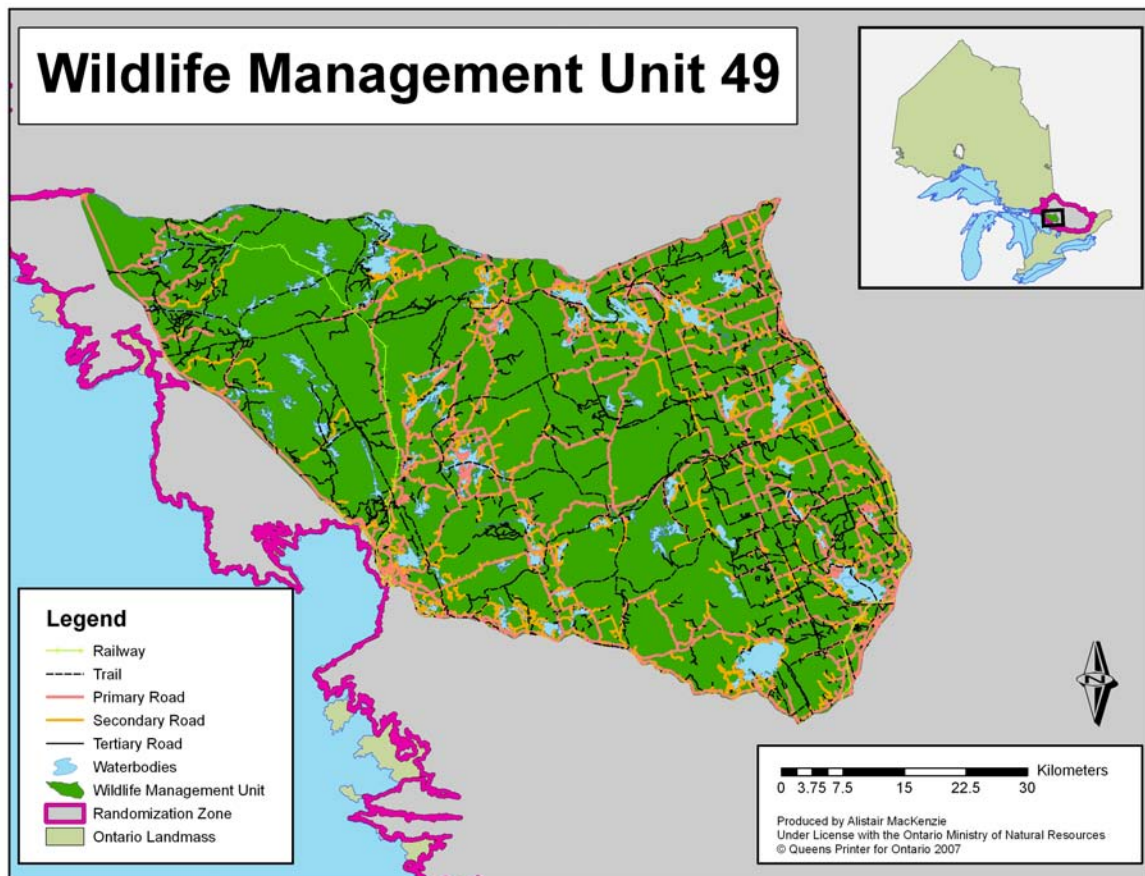 Wildlife Management Unit 49
Legend
Railway
Trail
Primary Road
Secondary Road
Tertiary Road
Waterbodies
Wildlife Management Unit
Randomization Zone
Ontario Landmass
N
Kilometers
0 3.75 7.5 15 22.5 30
Produced by Alistair MacKenzie
Under License with the Ontario Ministry of Natural Resources
© Queens Printer for Ontario 2007